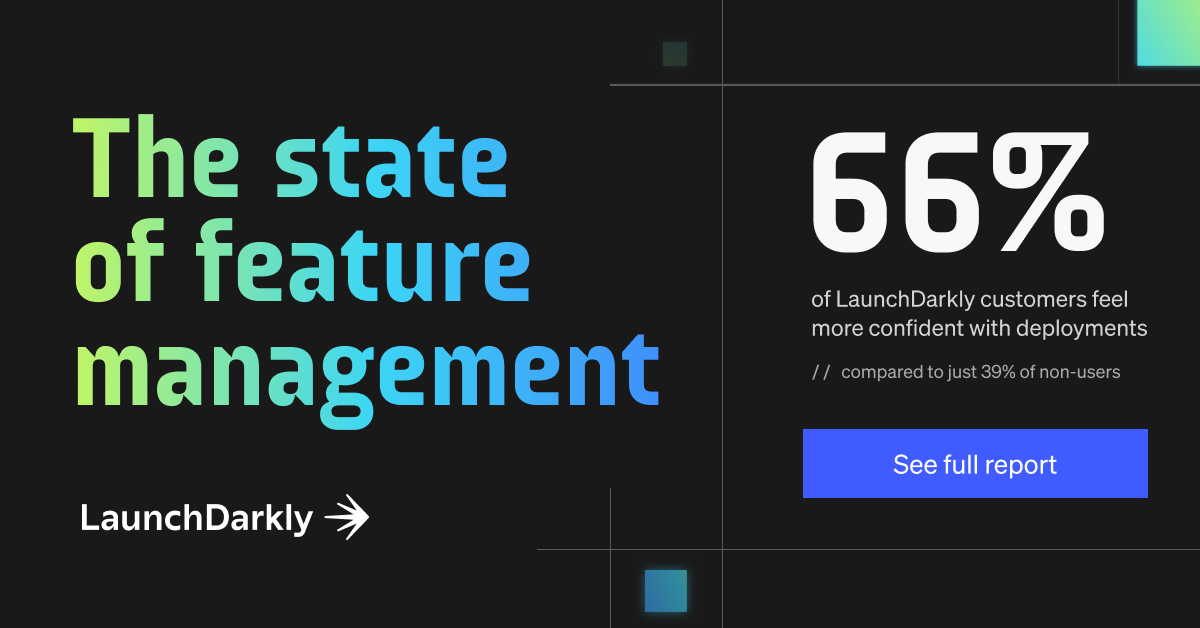 The state
of feature
management
LaunchDarkly
66%
of LaunchDarkly customers feel
more confident with deployments
// compared to just 39% of non-users
See full report